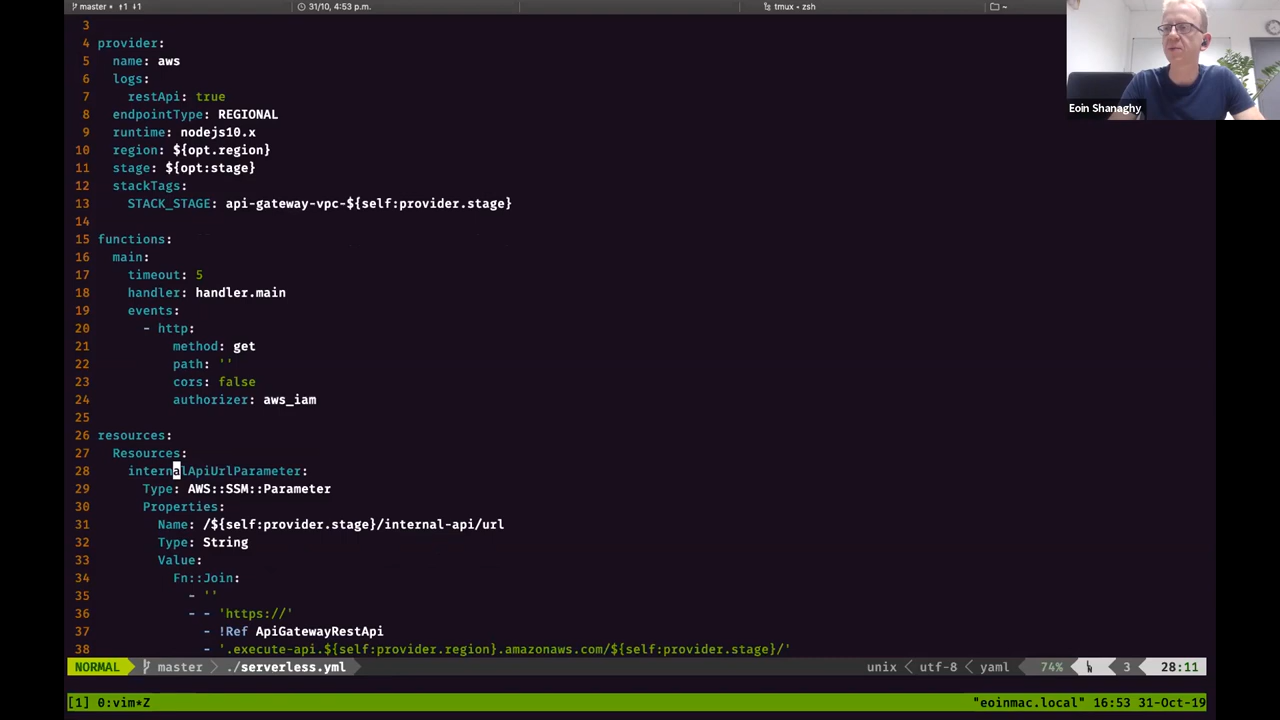 master • ↑1 ↓1
31/10, 4:53 p.m.
tmux • zsh
~
Eoin Shanaghy
3
4 provider:
5 name: aws
6 logs:
7 restApi: true
8 endpointType: REGIONAL
9 runtime: nodejs10.x
10 region: ${opt.region}
11 stage: ${opt:stage}
12 stackTags:
13 STACK_STAGE: api-gateway-vpc-${self:provider.stage}
14
15 functions:
16 main:
17 timeout: 5
18 handler: handler.main
19 events:
20 - http:
21 method: get
22 path: ''
23 cors: false
24 authorizer: aws_iam
25
26 resources:
27 Resources:
28 internalApiUrlParameter:
29 Type: AWS::SSM::Parameter
30 Properties:
31 Name: /${self:provider.stage}/internal-api/url
32 Type: String
33 Value:
34 Fn::Join:
35 - ''
36 - - 'https://'
37 - !Ref ApiGatewayRestApi
38 - '.execute-api.${self:provider.region}.amazonaws.com/${self:provider.stage}/'
NORMAL master ./serverless.yml unix < utf-8 < yaml 74% 3 28:11
[1] 0:vim*Z "eoinmac.local" 16:53 31-Oct-19